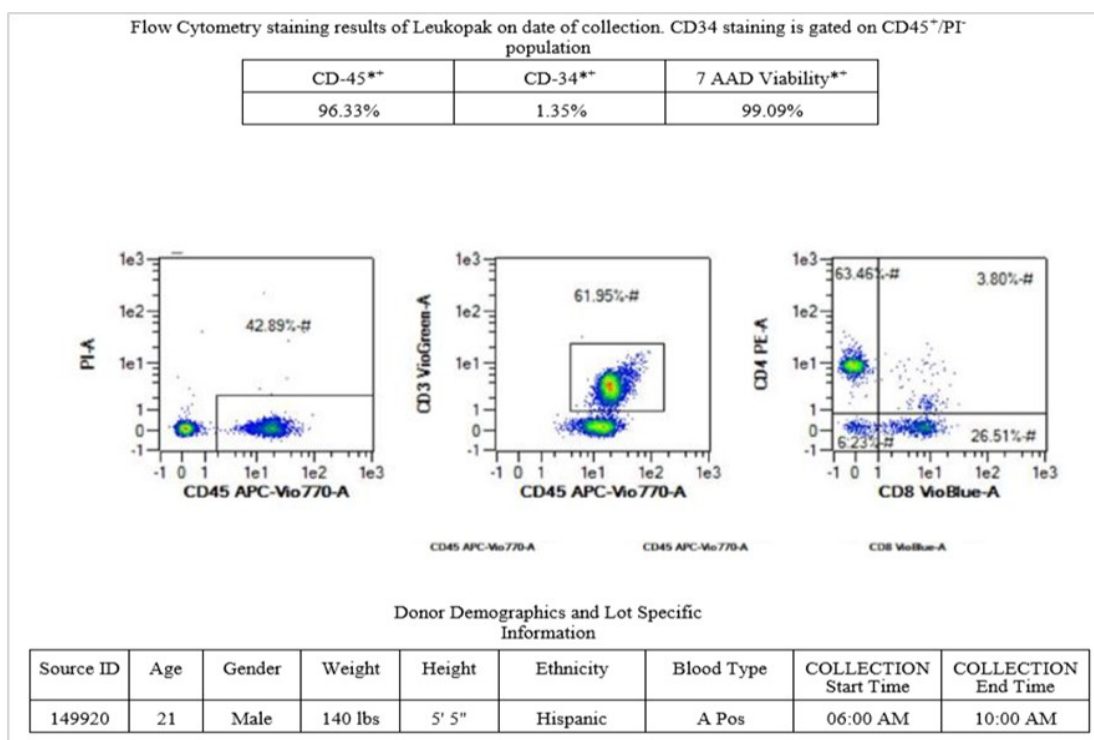 Flow Cytometry staining results of Leukopak on date of collection. CD34 staining is gated on CD45⁺/PI⁻
population
CD-45*⁺ CD-34*⁺ 7 AAD Viability*⁺
96.33% 1.35% 99.09%
1e3 1e2 1e1 1 0 -1
PI-A
42.89%-#
-1 0 1 1e1 1e2 1e3
CD45 APC-Vio770-A
1e3 1e2 1e1 1 0 -1
CD3 VioGreen-A
61.95%-#
-1 0 1 1e1 1e2 1e3
CD45 APC-Vio770-A
1e3 1e2 1e1 1 0 -1
CD4 PE-A
63.46%-# 3.80%-#
6.23%-# 26.51%-#
-1 0 1 1e1 1e2 1e3
CD8 VioBlue-A
CD45 APC-Vio770-A CD45 APC-Vio770-A CD8 VioBlue-A
Donor Demographics and Lot Specific
Information
Source ID Age Gender Weight Height Ethnicity Blood Type COLLECTION Start Time COLLECTION End Time
149920 21 Male 140 lbs 5' 5" Hispanic A Pos 06:00 AM 10:00 AM